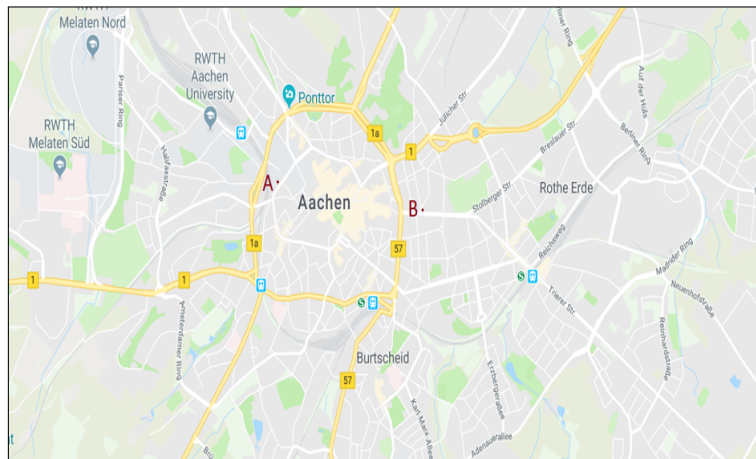 RWTH
Melaten Nord
RWTH
Aachen
University
Ponttor
Pariser Ring
Halifaxstraße
RWTH
Melaten Süd
Jülicher Str.
Berliner Ring
Auf der Hüls
1a
1
Breslauer Str.
Berliner Ring
A
Aachen
B
Stolberger Str.
Rothe Erde
1a
57
Reichsweg
Madrider Ring
1
1
S
S
Trierer Str.
Neuenhofstraße
Amsterdamer Ring
Reinhardstraße
Burtscheid
57
Erzbergerallee
Karl-Marx-Allee
Adenauerallee